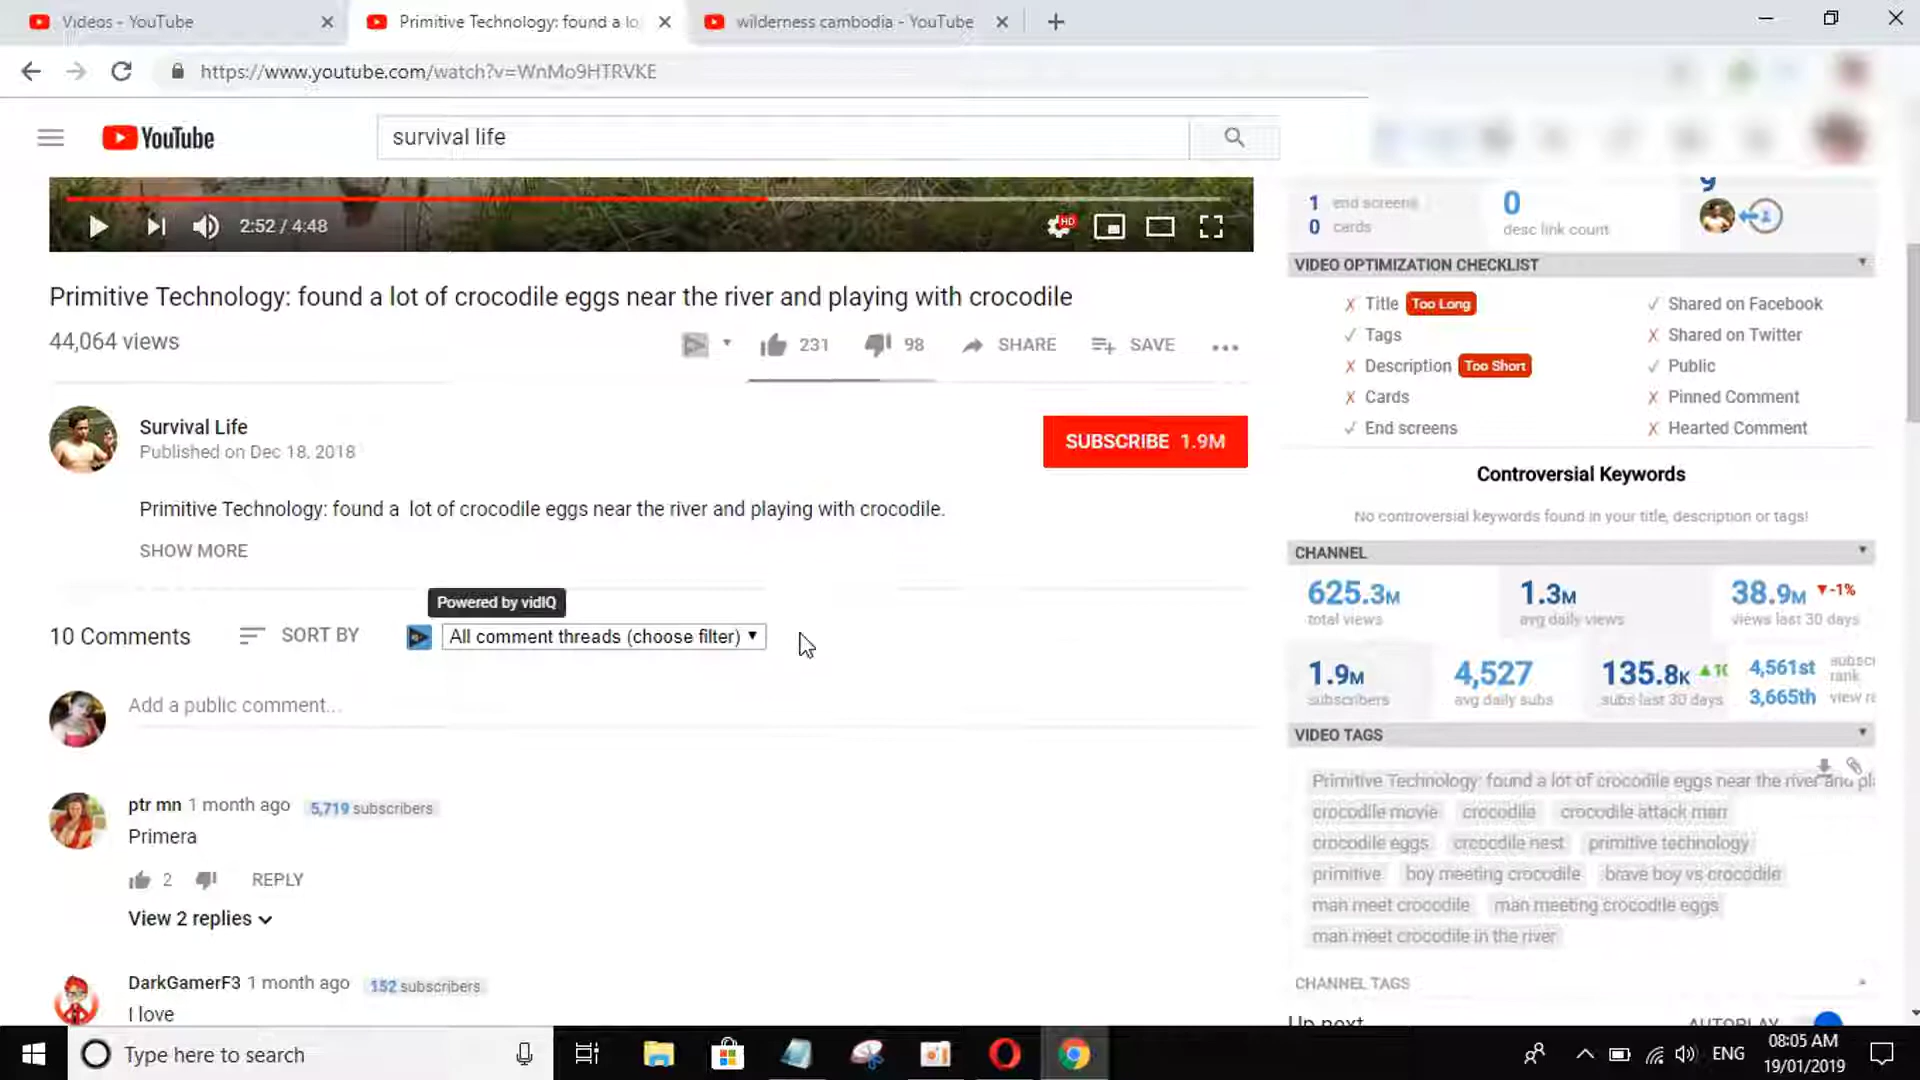 Videos - YouTube
Primitive Technology: found a lo
wilderness cambodia - YouTube
https://www.youtube.com/watch?v=WnMo9HTRVKE
YouTube
survival life
2:52 / 4:48
HD
Primitive Technology: found a lot of crocodile eggs near the river and playing with crocodile
44,064 views
231
98
SHARE
SAVE
Survival Life
Published on Dec 18, 2018
SUBSCRIBE 1.9M
Primitive Technology: found a lot of crocodile eggs near the river and playing with crocodile.
SHOW MORE
Powered by vidIQ
10 Comments
SORT BY
All comment threads (choose filter)
Add a public comment...
ptr mn 1 month ago 5,719 subscribers
Primera
2 REPLY
View 2 replies
DarkGamerF3 1 month ago 152 subscribers
I love
1 end screens
0 cards
0
desc link count
VIDEO OPTIMIZATION CHECKLIST
Title Too Long
Tags
Description Too Short
Cards
End screens
Shared on Facebook
Shared on Twitter
Public
Pinned Comment
Hearted Comment
Controversial Keywords
No controversial keywords found in your title, description or tags!
CHANNEL
625.3M
total views
1.3M
avg daily views
38.9M -1%
views last 30 days
1.9M
subscribers
4,527
avg daily subs
135.8K
subs last 30 days
4,561st
rank
3,665th view
VIDEO TAGS
Primitive Technology: found a lot of crocodile eggs near the river and pl
crocodile movie crocodile crocodile attack man
crocodile eggs crocodile nest primitive technology
primitive boy meeting crocodile brave boy vs crocodile
man meet crocodile man meeting crocodile eggs
man meet crocodile in the river
CHANNEL TAGS
Up next
AUTOPLAY
Type here to search
ENG
08:05 AM
19/01/2019